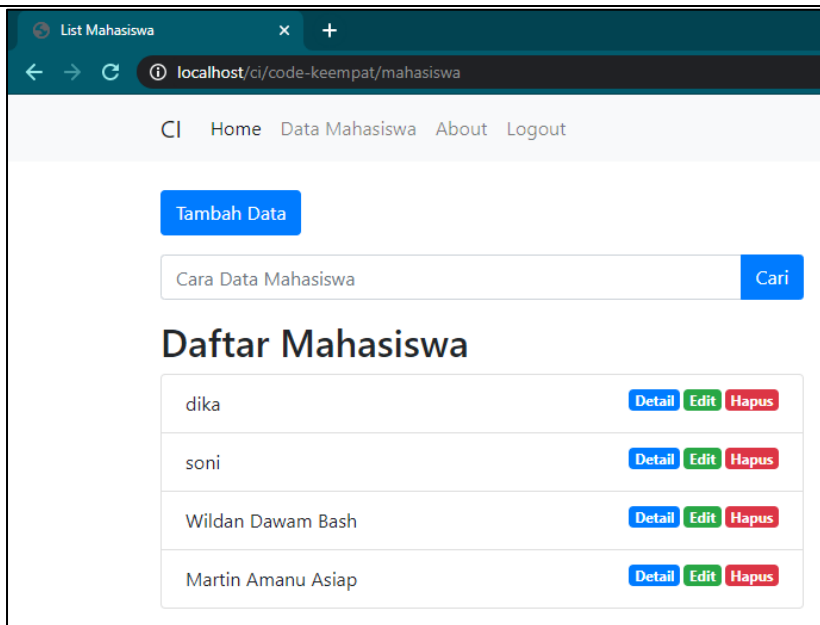 List Mahasiswa
localhost/ci/code-keempat/mahasiswa
CI Home Data Mahasiswa About Logout
Tambah Data
Cara Data Mahasiswa Cari
Daftar Mahasiswa
dika Detail Edit Hapus
soni Detail Edit Hapus
Wildan Dawam Bash Detail Edit Hapus
Martin Amanu Asiap Detail Edit Hapus